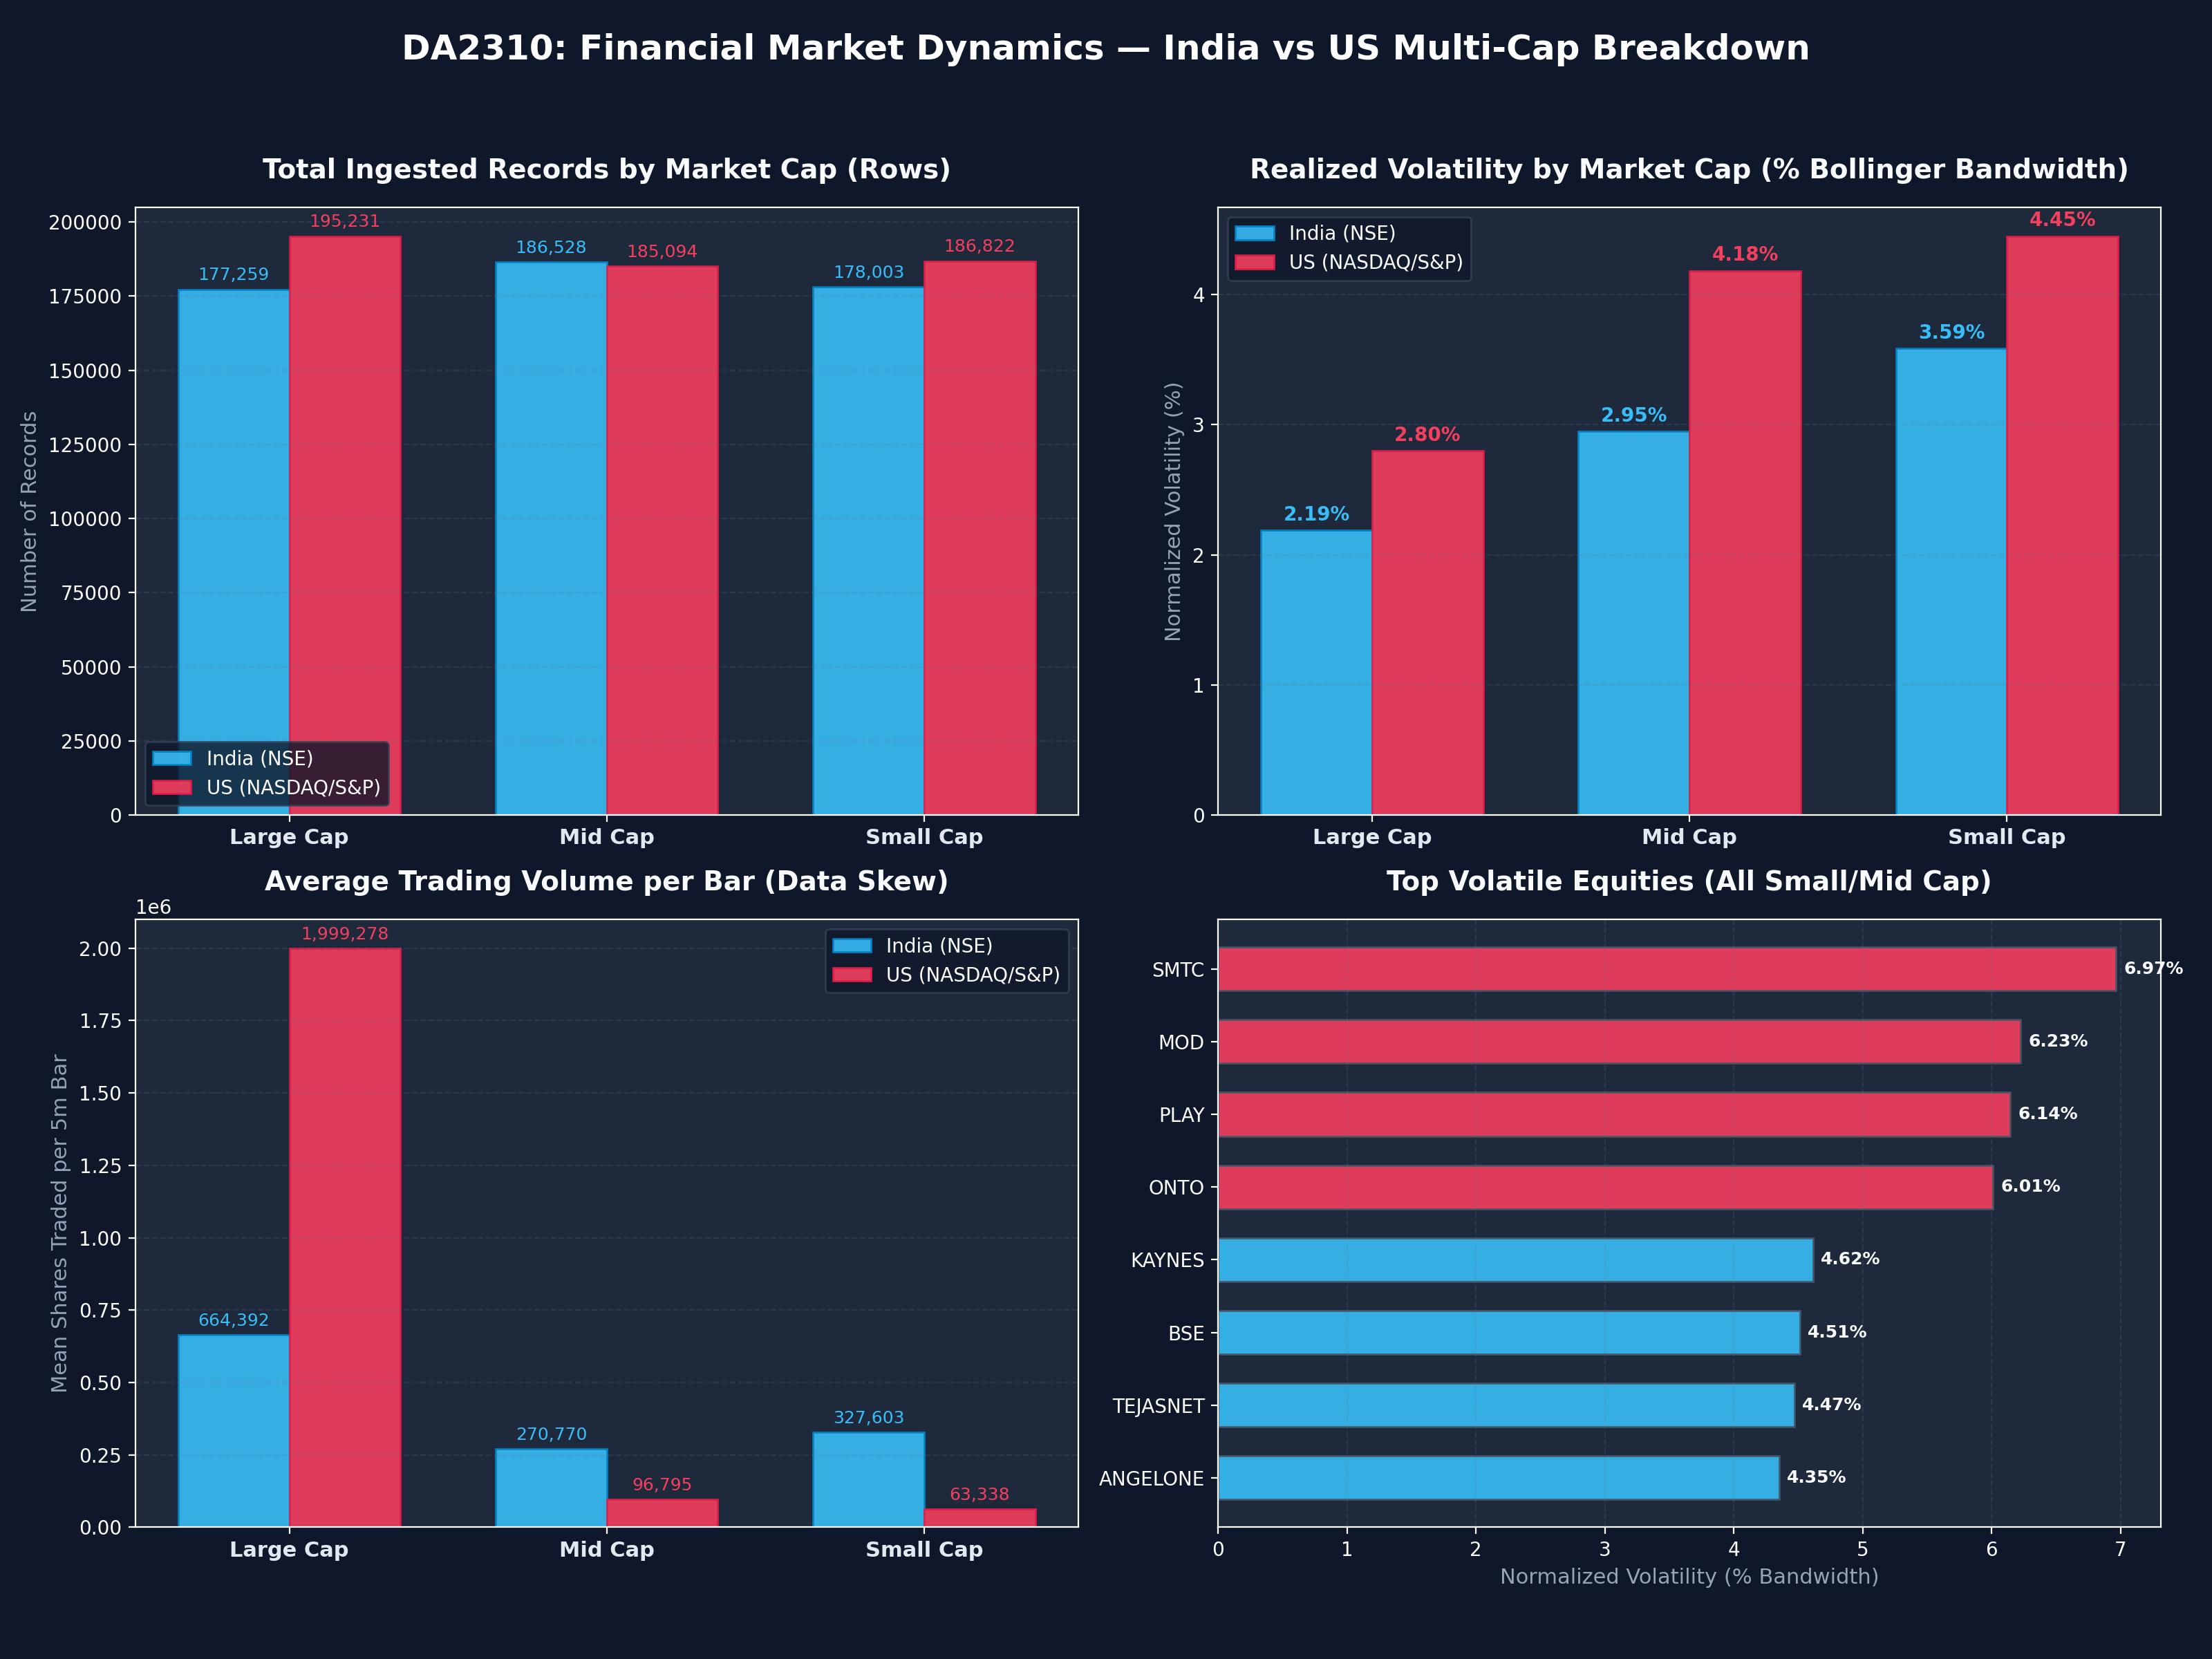 DA2310: Financial Market Dynamics — India vs US Multi-Cap Breakdown
Total Ingested Records by Market Cap (Rows)
Number of Records
200000
175000
150000
125000
100000
75000
50000
25000
0
177,259
195,231
186,528
185,094
178,003
186,822
India (NSE)
US (NASDAQ/S&P)
Large Cap
Mid Cap
Small Cap
Realized Volatility by Market Cap (% Bollinger Bandwidth)
Normalized Volatility (%)
4
3
2
1
0
India (NSE)
US (NASDAQ/S&P)
2.19%
2.80%
2.95%
4.18%
3.59%
4.45%
Large Cap
Mid Cap
Small Cap
Average Trading Volume per Bar (Data Skew)
1e6
Mean Shares Traded per 5m Bar
2.00
1.75
1.50
1.25
1.00
0.75
0.50
0.25
0.00
664,392
1,999,278
270,770
96,795
327,603
63,338
India (NSE)
US (NASDAQ/S&P)
Large Cap
Mid Cap
Small Cap
Top Volatile Equities (All Small/Mid Cap)
SMTC 6.97%
MOD 6.23%
PLAY 6.14%
ONTO 6.01%
KAYNES 4.62%
BSE 4.51%
TEJASNET 4.47%
ANGELONE 4.35%
0 1 2 3 4 5 6 7
Normalized Volatility (% Bandwidth)